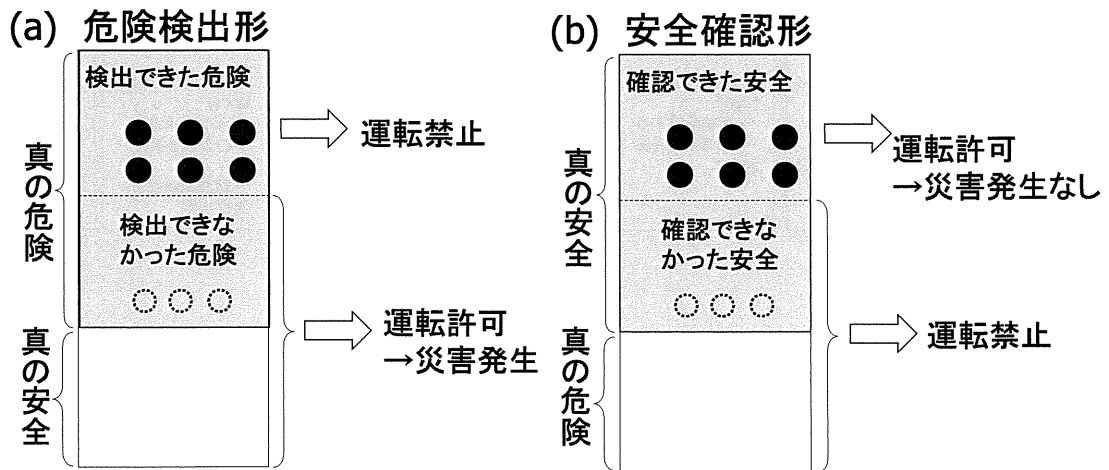 (a) 危険検出形
検出できた危険
運転禁止
真の危険
検出できな
かった危険
運転許可
→災害発生
真の安全
(b) 安全確認形
確認できた安全
運転許可
→災害発生なし
真の安全
確認できな
かった安全
運転禁止
真の危険